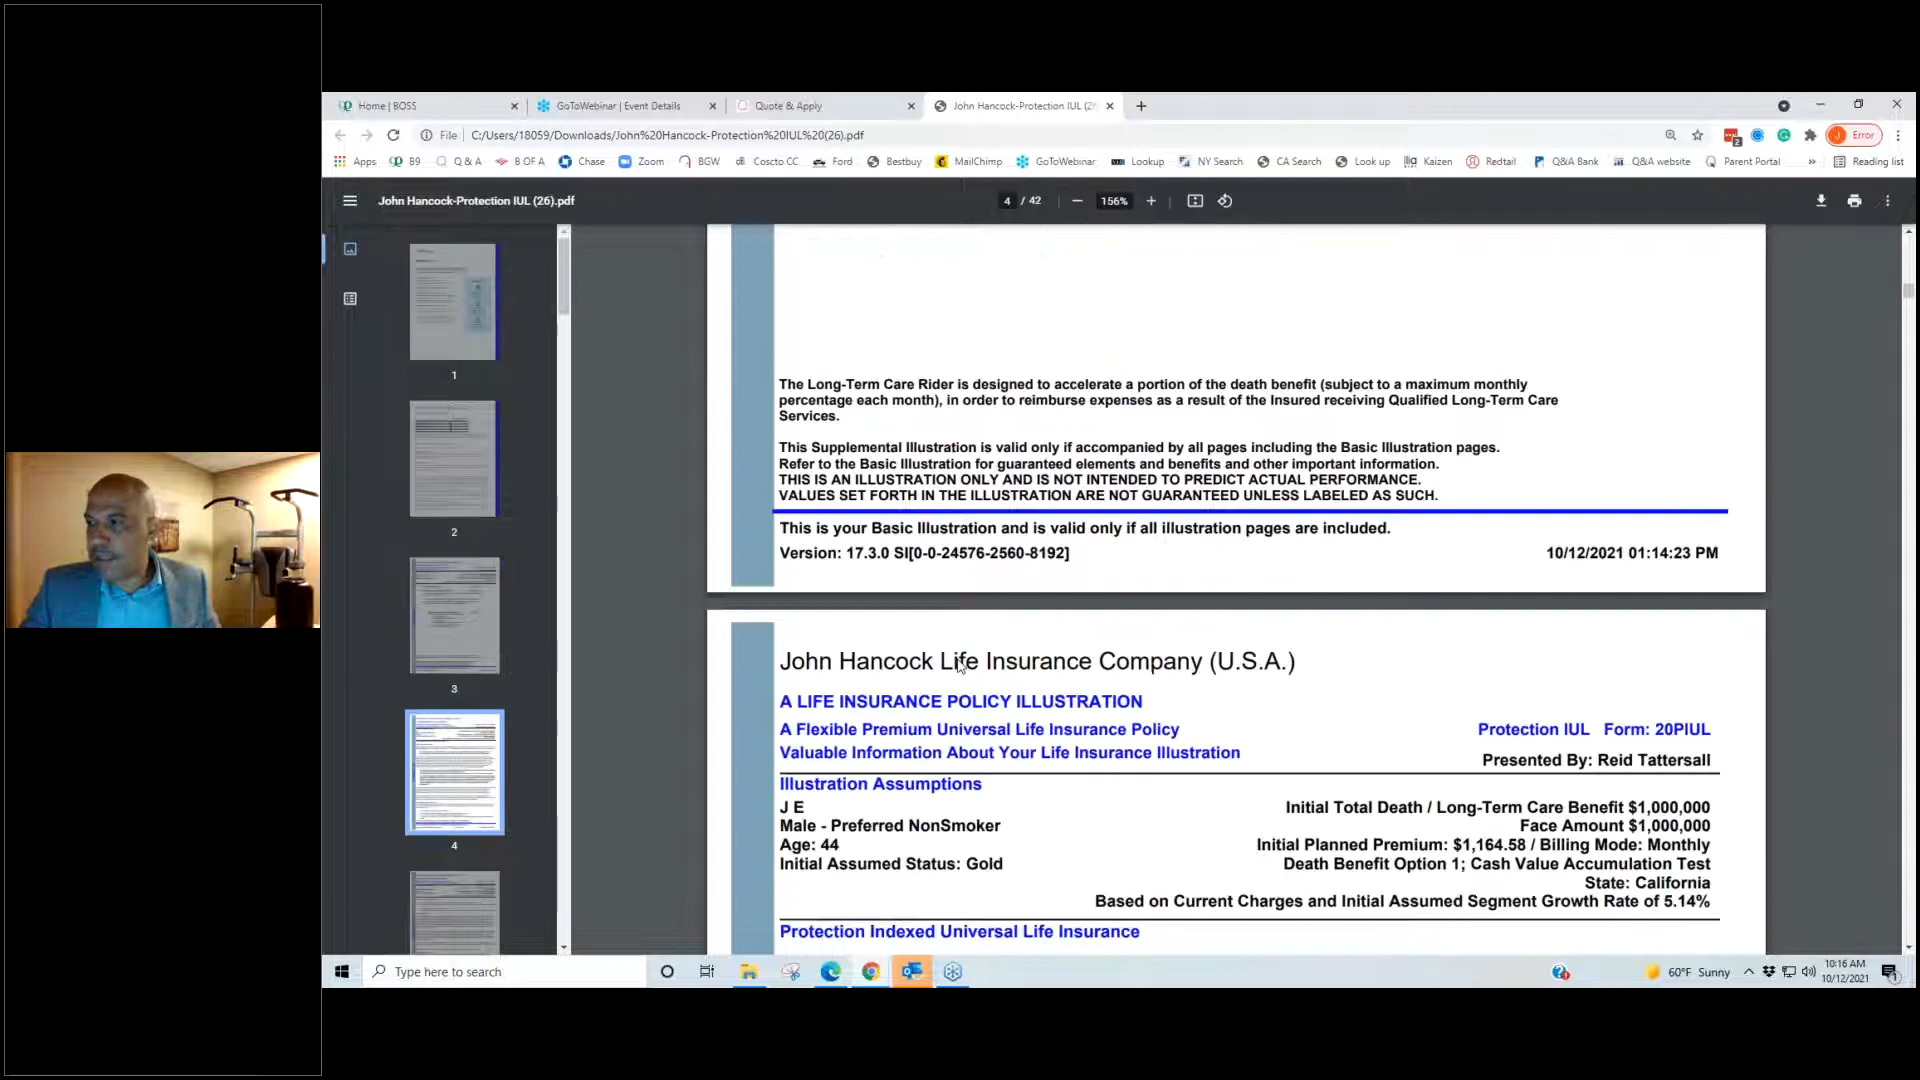 Home | BOSS
GoToWebinar | Event Details
Quote & Apply
John Hancock-Protection IUL (2
File
C:/Users/18059/Downloads/John%20Hancock-Protection%20IUL%20(26).pdf
Error
Apps
B9
Q & A
B OF A
Chase
Zoom
BGW
Coscto CC
Ford
Bestbuy
MailChimp
GoToWebinar
Lookup
NY Search
CA Search
Look up
Kaizen
Redtail
Q&A Bank
Q&A website
Parent Portal
»
Reading list
John Hancock-Protection IUL (26).pdf
4 / 42
156%
1
2
3
4
The Long-Term Care Rider is designed to accelerate a portion of the death benefit (subject to a maximum monthly
percentage each month), in order to reimburse expenses as a result of the Insured receiving Qualified Long-Term Care
Services.
This Supplemental Illustration is valid only if accompanied by all pages including the Basic Illustration pages.
Refer to the Basic Illustration for guaranteed elements and benefits and other important information.
THIS IS AN ILLUSTRATION ONLY AND IS NOT INTENDED TO PREDICT ACTUAL PERFORMANCE.
VALUES SET FORTH IN THE ILLUSTRATION ARE NOT GUARANTEED UNLESS LABELED AS SUCH.
This is your Basic Illustration and is valid only if all illustration pages are included.
Version: 17.3.0 SI[0-0-24576-2560-8192]
10/12/2021 01:14:23 PM
John Hancock Life Insurance Company (U.S.A.)
A LIFE INSURANCE POLICY ILLUSTRATION
A Flexible Premium Universal Life Insurance Policy
Protection IUL Form: 20PIUL
Valuable Information About Your Life Insurance Illustration
Presented By: Reid Tattersall
Illustration Assumptions
J E
Initial Total Death / Long-Term Care Benefit $1,000,000
Male - Preferred NonSmoker
Face Amount $1,000,000
Age: 44
Initial Planned Premium: $1,164.58 / Billing Mode: Monthly
Initial Assumed Status: Gold
Death Benefit Option 1; Cash Value Accumulation Test
State: California
Based on Current Charges and Initial Assumed Segment Growth Rate of 5.14%
Protection Indexed Universal Life Insurance
Type here to search
60°F Sunny
10:16 AM
10/12/2021